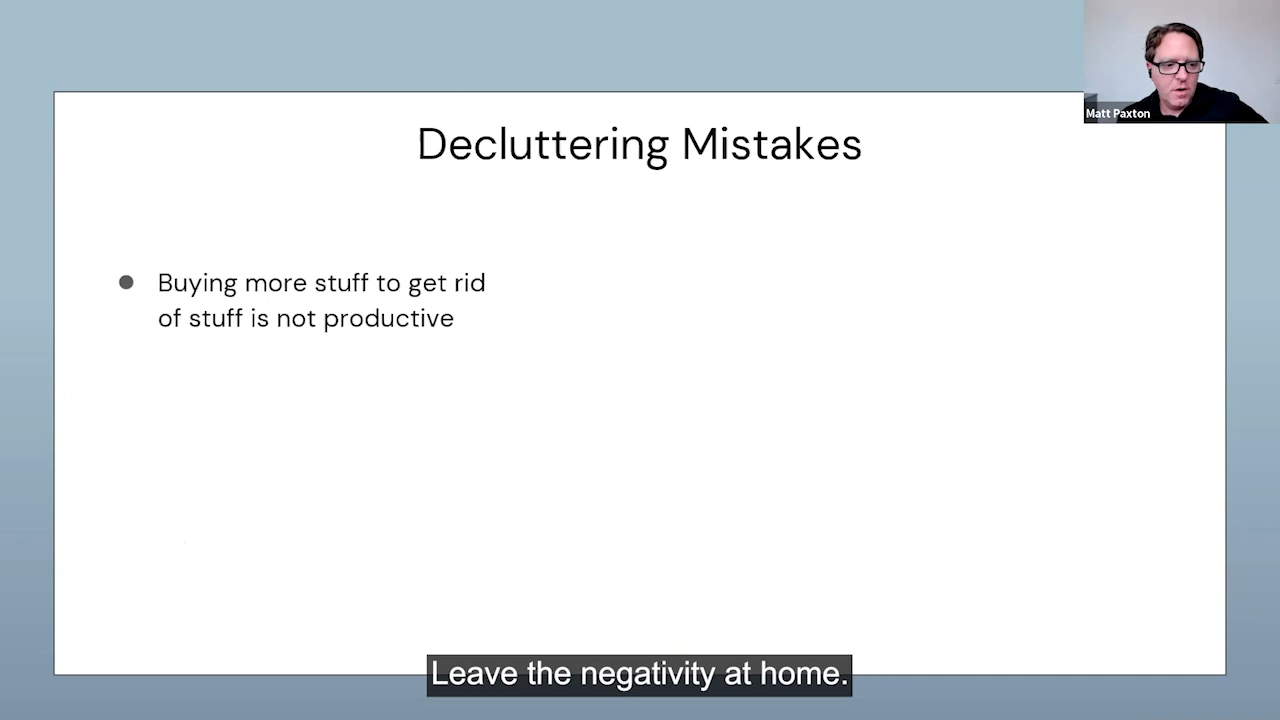 Matt Paxton
Decluttering Mistakes
Buying more stuff to get rid
of stuff is not productive
Leave the negativity at home.